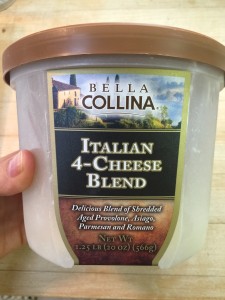 BELLA
COLLINA
ITALIAN
4-CHEESE
BLEND
Delicious Blend of Shredded
Aged Provolone, Asiago,
Parmesan and Romano
NET WT
1.25 LB (20 OZ) (566g)